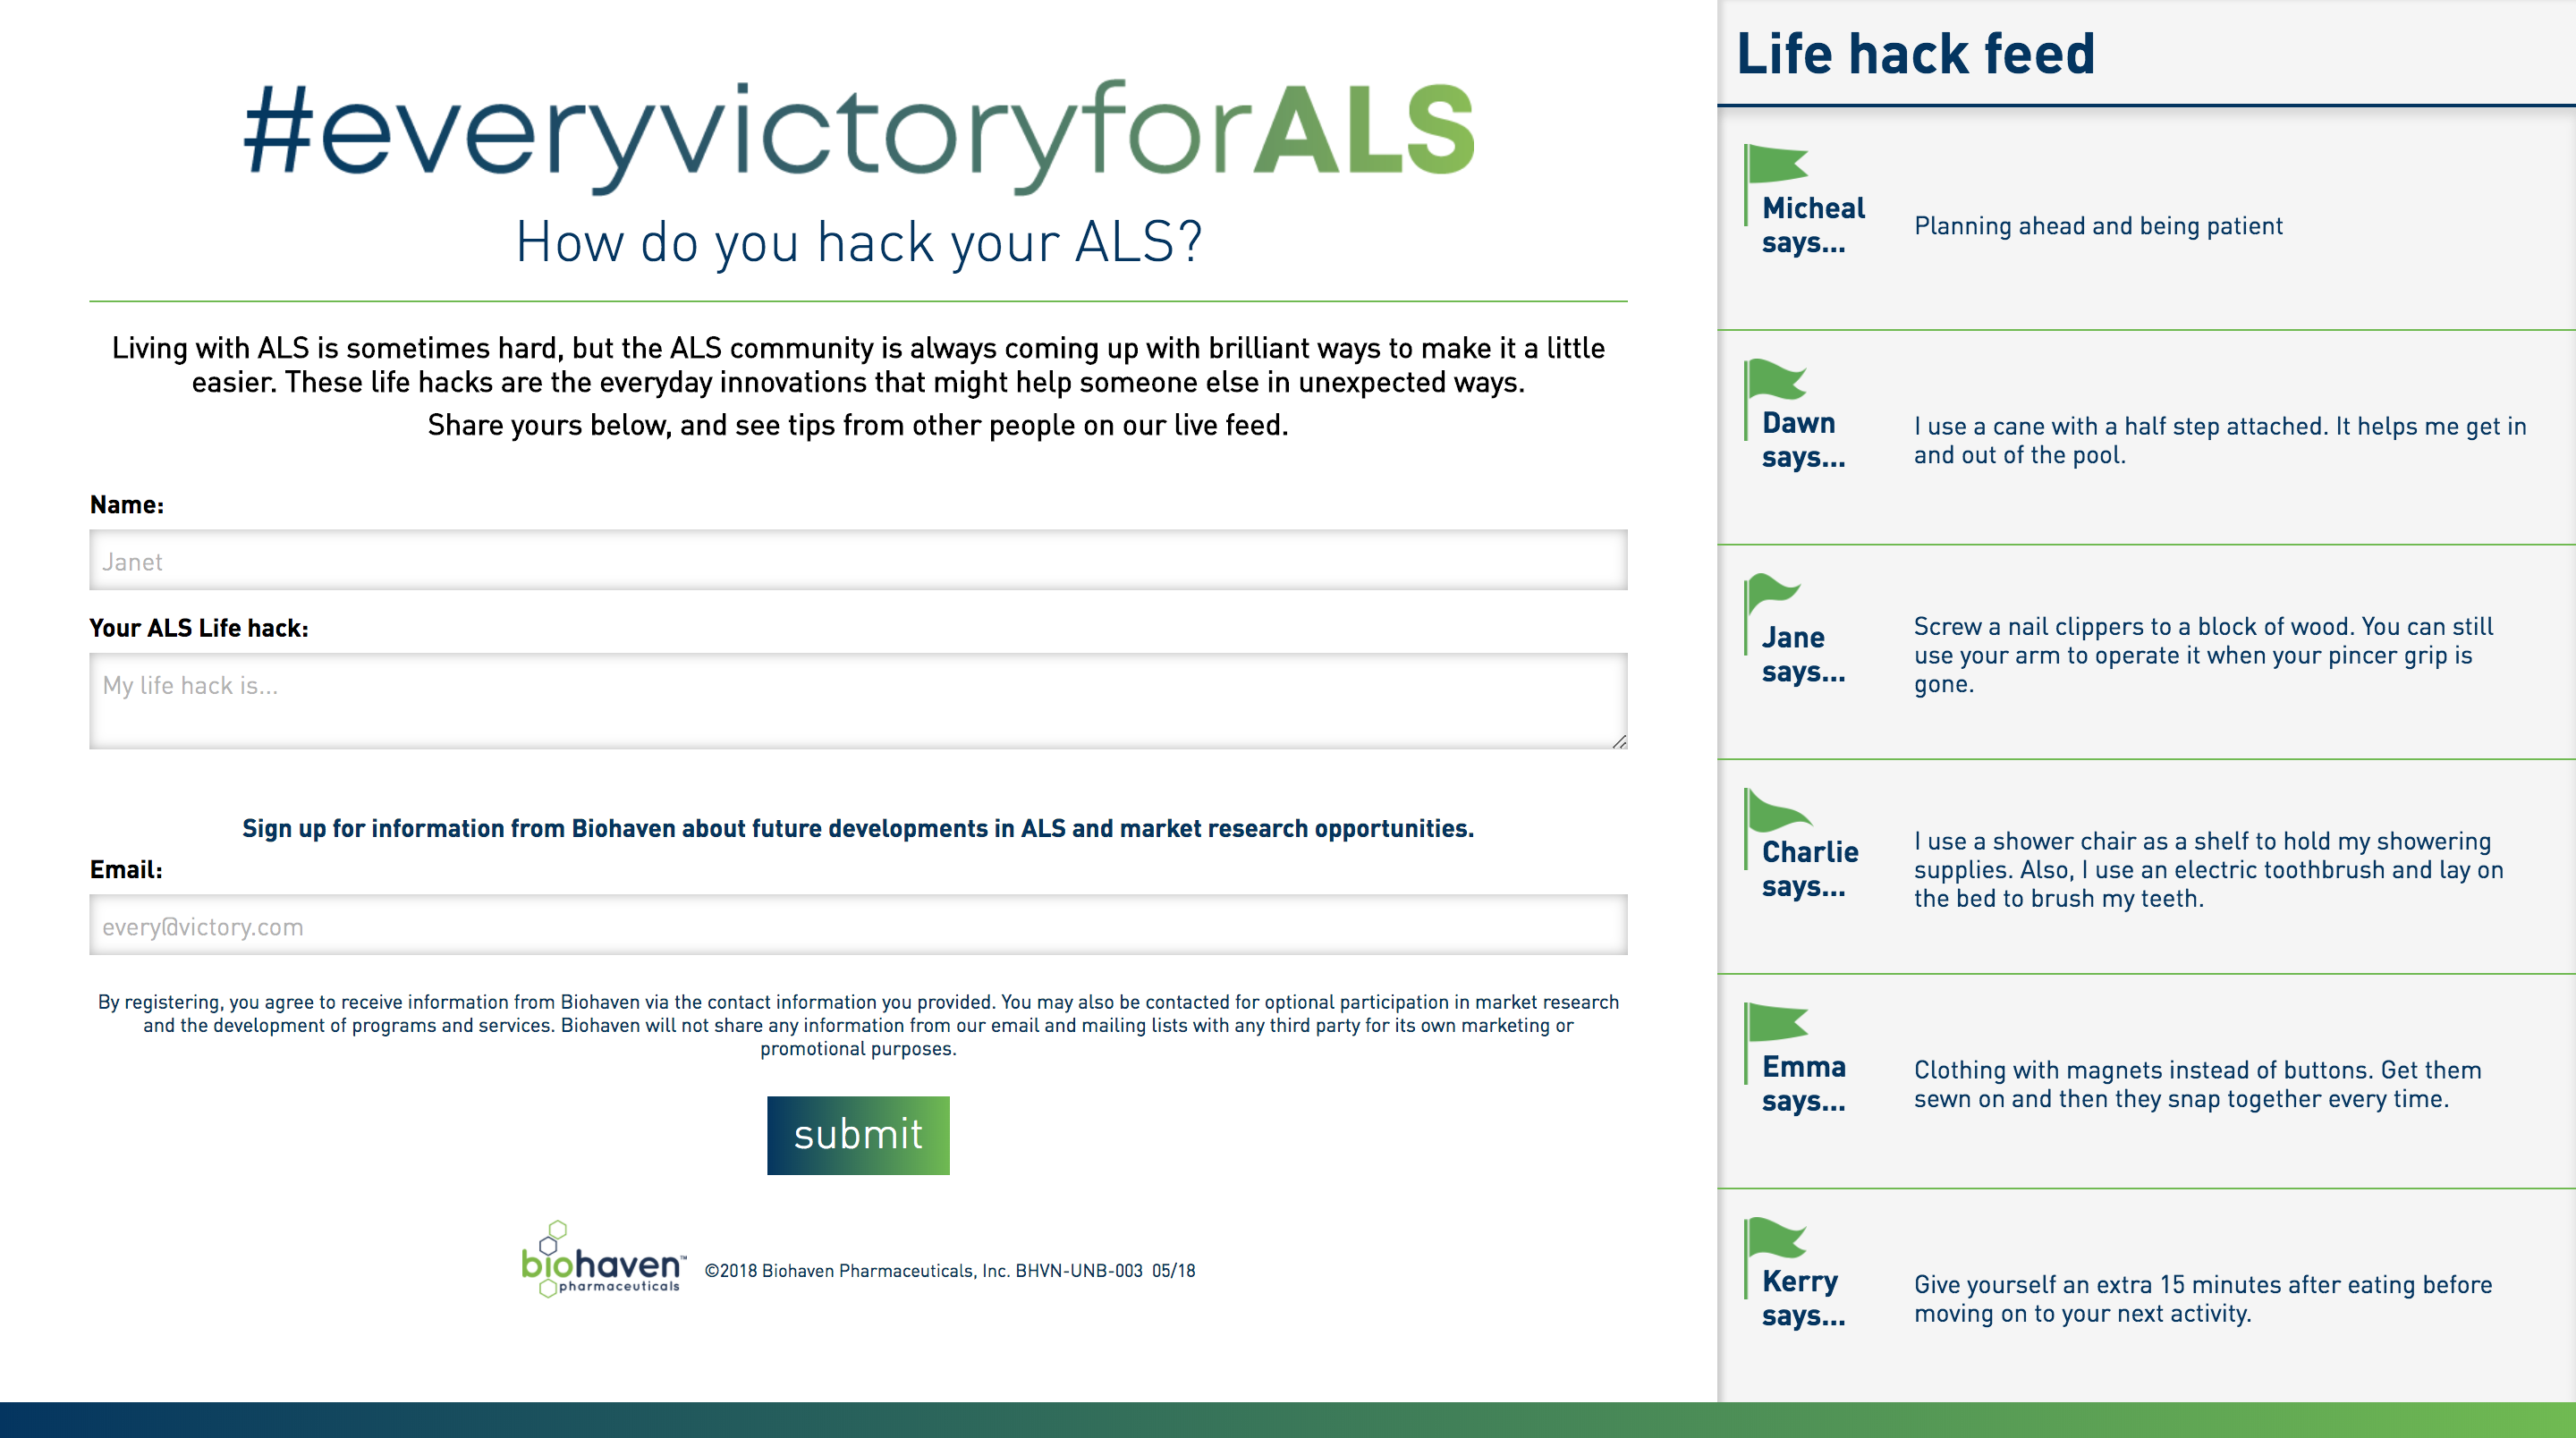 #everyvictoryforALS
How do you hack your ALS?
Living with ALS is sometimes hard, but the ALS community is always coming up with brilliant ways to make it a little
easier. These life hacks are the everyday innovations that might help someone else in unexpected ways.
Share yours below, and see tips from other people on our live feed.
Name:
Janet
Your ALS Life hack:
My life hack is...
Sign up for information from Biohaven about future developments in ALS and market research opportunities.
Email:
every@victory.com
By registering, you agree to receive information from Biohaven via the contact information you provided. You may also be contacted for optional participation in market research
and the development of programs and services. Biohaven will not share any information from our email and mailing lists with any third party for its own marketing or
promotional purposes.
submit
biohaven™
pharmaceuticals
©2018 Biohaven Pharmaceuticals, Inc. BHVN-UNB-003 05/18
Life hack feed
Micheal
says...
Planning ahead and being patient
Dawn
says...
I use a cane with a half step attached. It helps me get in
and out of the pool.
Jane
says...
Screw a nail clippers to a block of wood. You can still
use your arm to operate it when your pincer grip is
gone.
Charlie
says...
I use a shower chair as a shelf to hold my showering
supplies. Also, I use an electric toothbrush and lay on
the bed to brush my teeth.
Emma
says...
Clothing with magnets instead of buttons. Get them
sewn on and then they snap together every time.
Kerry
says...
Give yourself an extra 15 minutes after eating before
moving on to your next activity.